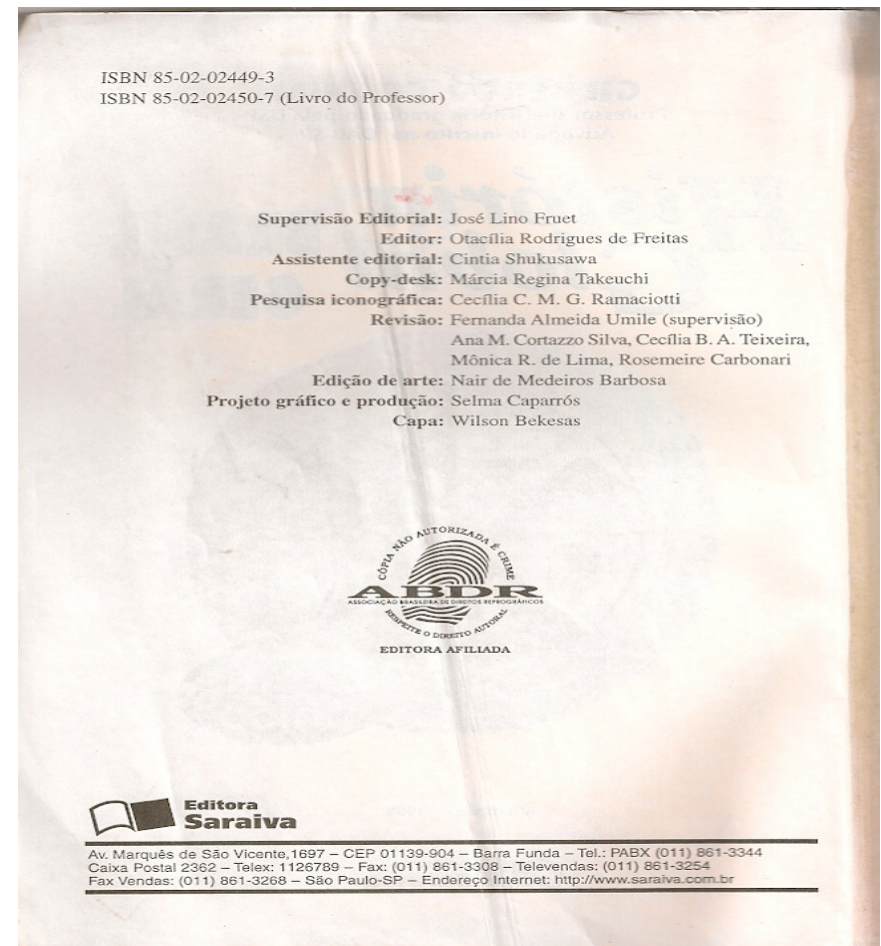 ISBN 85-02-02449-3
ISBN 85-02-02450-7 (Livro do Professor)
Supervisão Editorial: José Lino Fruet
Editor: Otacília Rodrigues de Freitas
Assistente editorial: Cintia Shukusawa
Copy-desk: Márcia Regina Takeuchi
Pesquisa iconográfica: Cecília C. M. G. Ramaciotti
Revisão: Fernanda Almeida Umile (supervisão)
Ana M. Cortazzo Silva, Cecília B. A. Teixeira,
Mônica R. de Lima, Rosemeire Carbonari
Edição de arte: Nair de Medeiros Barbosa
Projeto gráfico e produção: Selma Caparrós
Capa: Wilson Bekesas
CÓPIA NÃO AUTORIZADA É CRIME
ABDR
ASSOCIAÇÃO BRASILEIRA DE DIREITOS REPROGRÁFICOS
RESPEITE O DIREITO AUTORAL
EDITORA AFILIADA
Editora
Saraiva
Av. Marquês de São Vicente,1697 – CEP 01139-904 – Barra Funda – Tel.: PABX (011) 861-3344
Caixa Postal 2362 – Telex: 1126789 – Fax: (011) 861-3308 – Televendas: (011) 861-3254
Fax Vendas: (011) 861-3268 – São Paulo-SP – Endereço Internet: http://www.saraiva.com.br